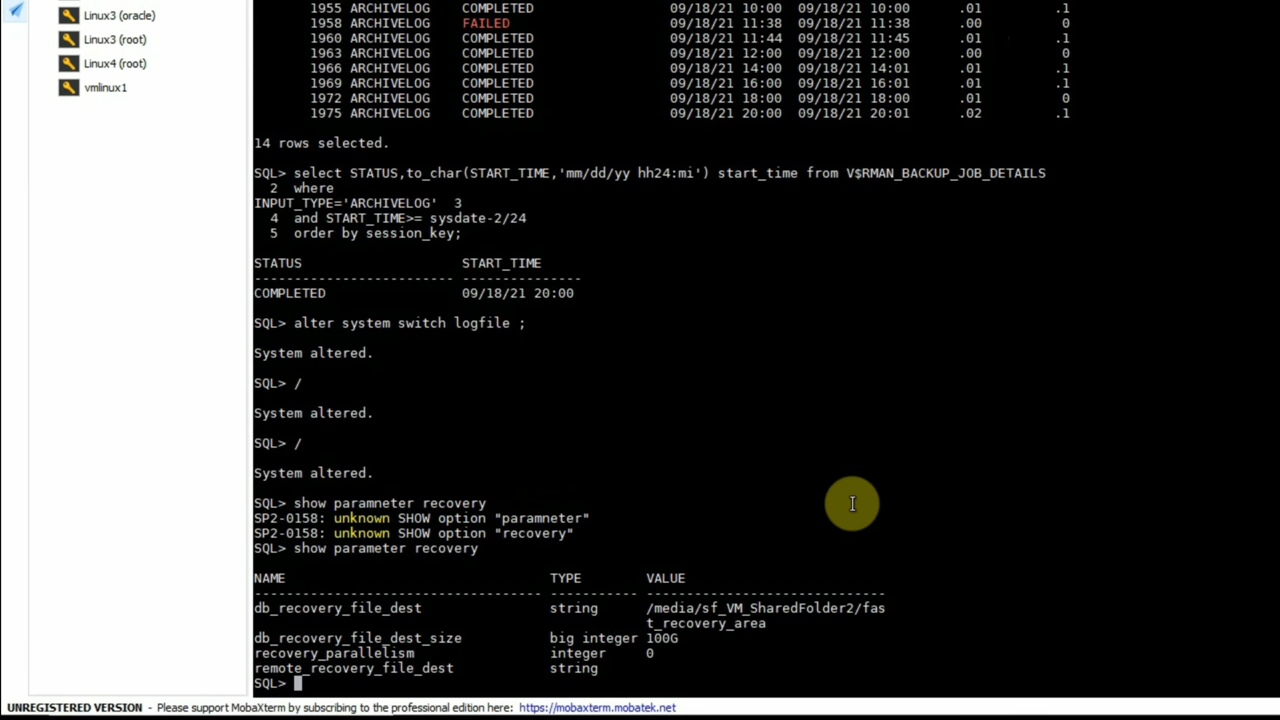 Linux3 (oracle)
Linux3 (root)
Linux4 (root)
vmlinux1
1955 ARCHIVELOG COMPLETED 09/18/21 10:00 09/18/21 10:00 .01 .1
1958 ARCHIVELOG FAILED 09/18/21 11:38 09/18/21 11:38 .00 0
1960 ARCHIVELOG COMPLETED 09/18/21 11:44 09/18/21 11:45 .01 .1
1963 ARCHIVELOG COMPLETED 09/18/21 12:00 09/18/21 12:00 .00 0
1966 ARCHIVELOG COMPLETED 09/18/21 14:00 09/18/21 14:01 .01 .1
1969 ARCHIVELOG COMPLETED 09/18/21 16:00 09/18/21 16:01 .01 .1
1972 ARCHIVELOG COMPLETED 09/18/21 18:00 09/18/21 18:00 .01 0
1975 ARCHIVELOG COMPLETED 09/18/21 20:00 09/18/21 20:01 .02 .1
14 rows selected.
SQL> select STATUS,to_char(START_TIME,'mm/dd/yy hh24:mi') start_time from V$RMAN_BACKUP_JOB_DETAILS
2 where
INPUT_TYPE='ARCHIVELOG' 3
4 and START_TIME>= sysdate-2/24
5 order by session_key;
STATUS START_TIME
------------------------- ---------------
COMPLETED 09/18/21 20:00
SQL> alter system switch logfile ;
System altered.
SQL> /
System altered.
SQL> /
System altered.
SQL> show paramneter recovery
SP2-0158: unknown SHOW option "paramneter"
SP2-0158: unknown SHOW option "recovery"
SQL> show parameter recovery
NAME TYPE VALUE
------------------------------------ ----------- ------------------------------
db_recovery_file_dest string /media/sf_VM_SharedFolder2/fas
t_recovery_area
db_recovery_file_dest_size big integer 100G
recovery_parallelism integer 0
remote_recovery_file_dest string
SQL>
UNREGISTERED VERSION - Please support MobaXterm by subscribing to the professional edition here: https://mobaxterm.mobatek.net